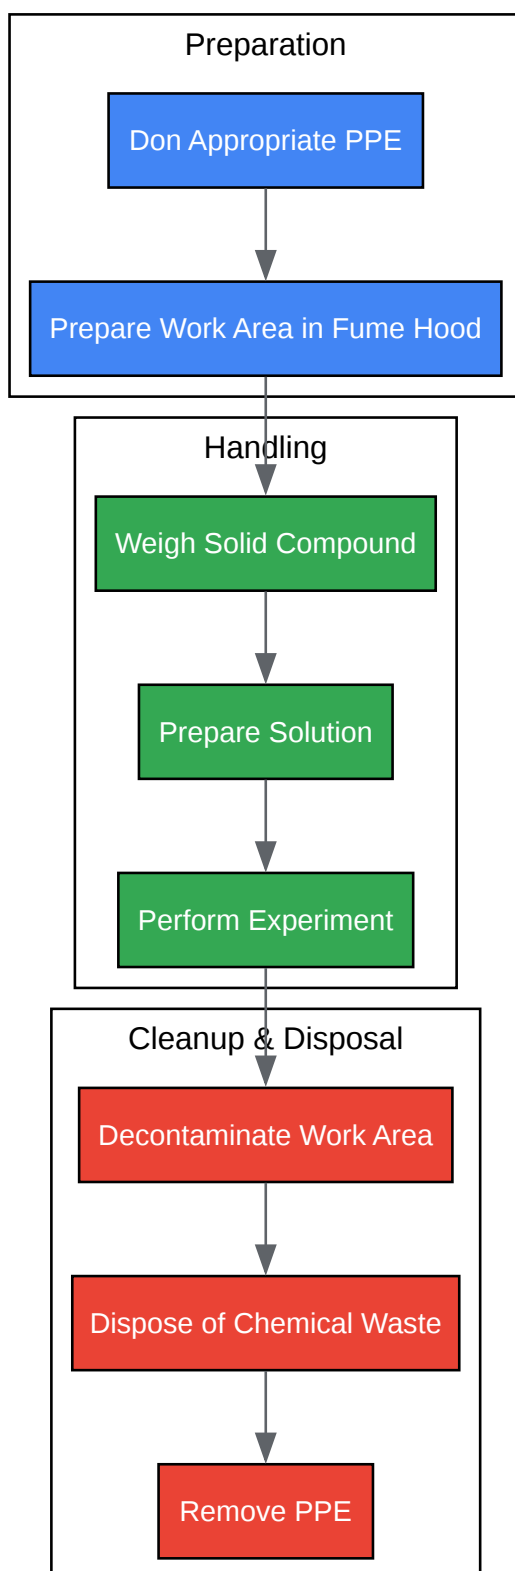 Preparation
Don Appropriate PPE
Prepare Work Area in Fume Hood
Handling
Weigh Solid Compound
Prepare Solution
Perform Experiment
Cleanup & Disposal
Decontaminate Work Area
Dispose of Chemical Waste
Remove PPE